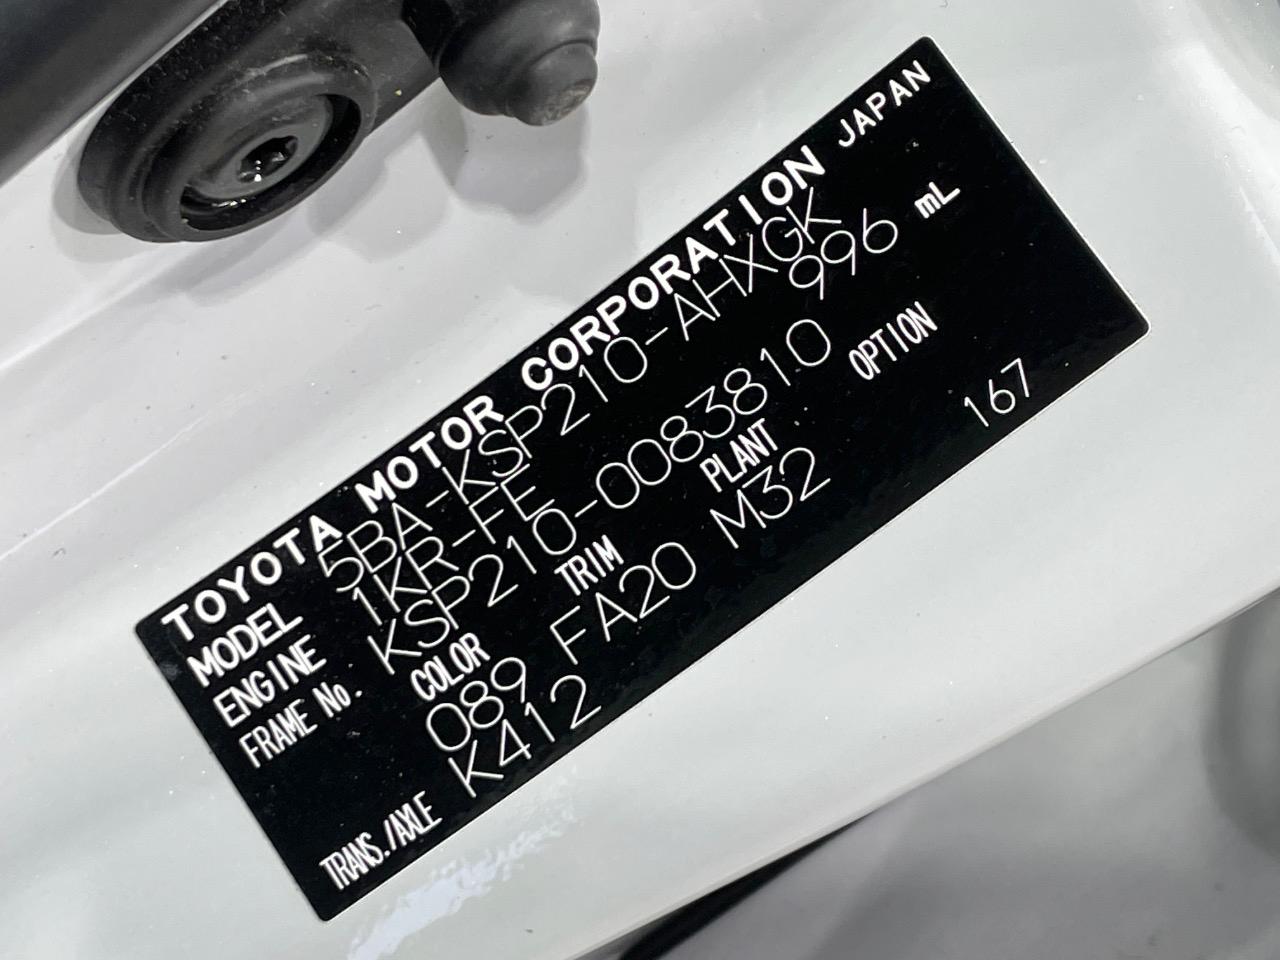 TOYOTA MOTOR CORPORATION JAPAN
MODEL 5BA-KSP210-AHXGK
ENGINE 1KR-FE 996 mL
FRAME No. KSP210-0083810
COLOR TRIM PLANT OPTION
089 FA20 M32
TRANS./AXLE K412 167